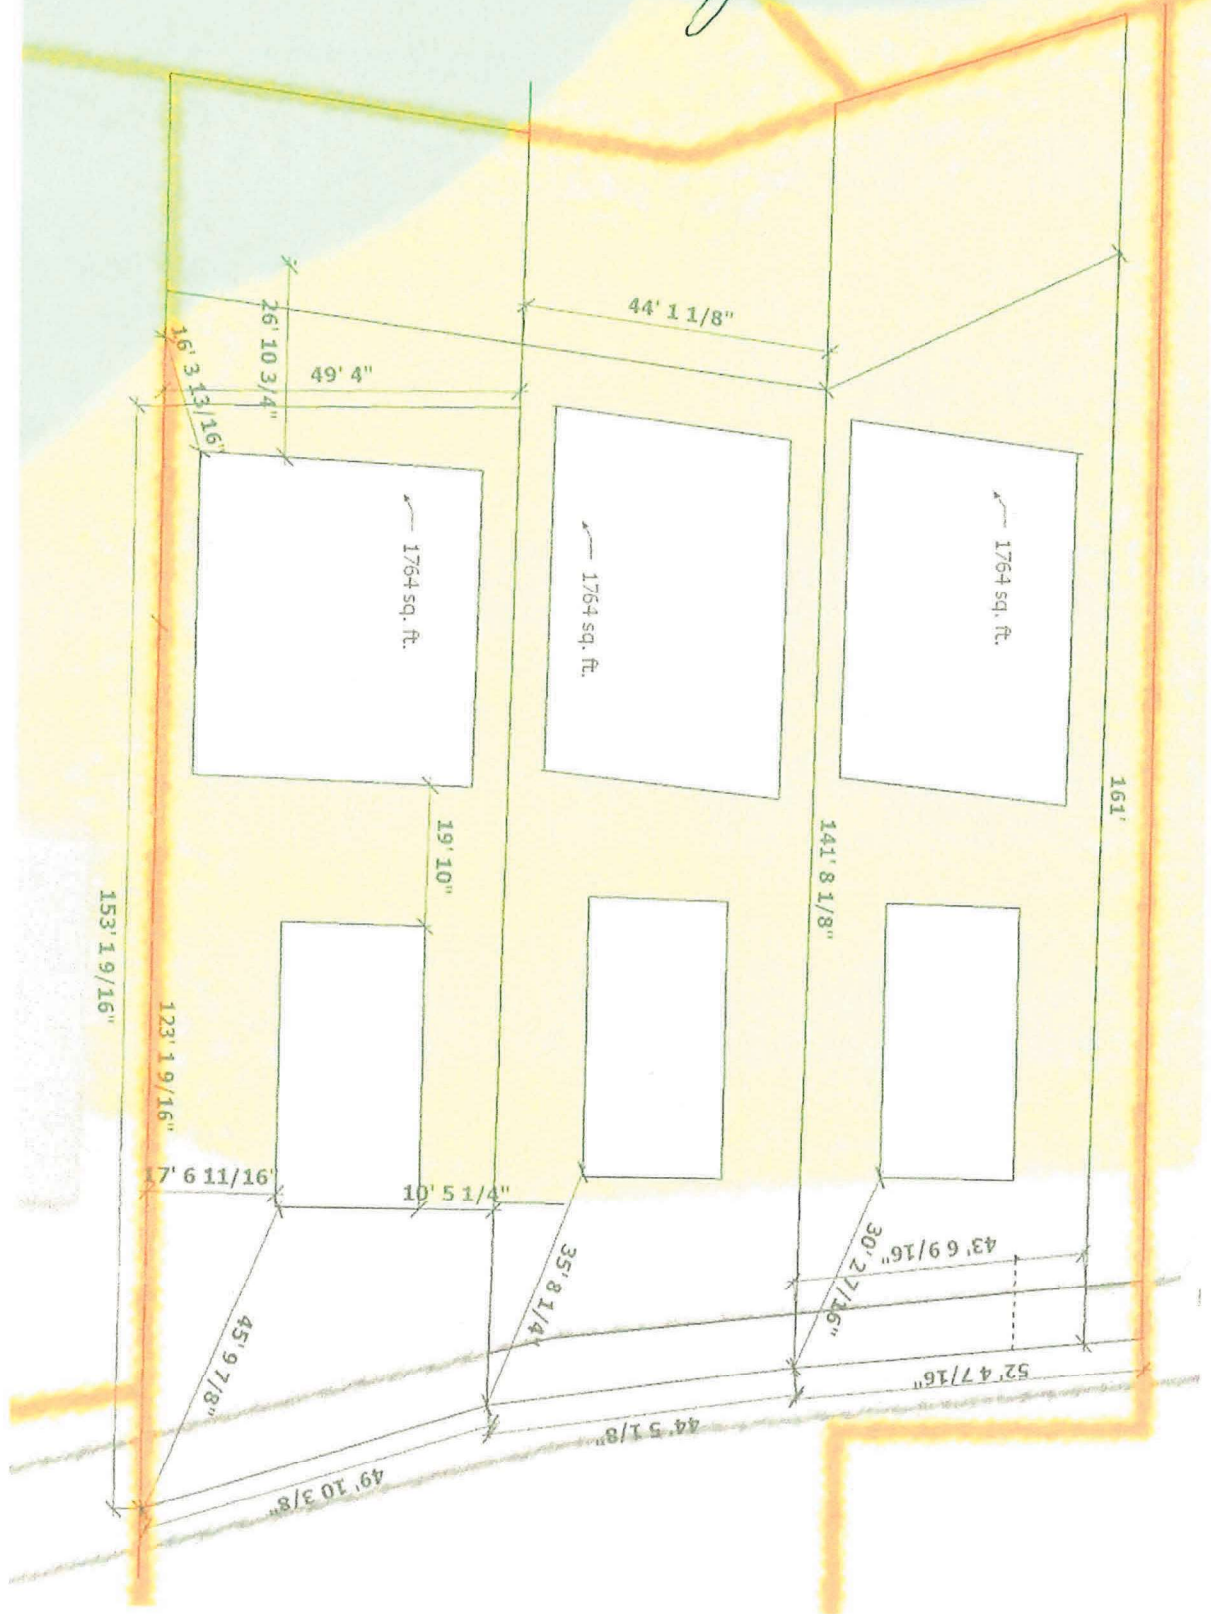 44' 1 1/8"
26' 10 3/4"
16' 3 13/16"
49' 4"
1764 sq. ft.
1764 sq. ft.
1764 sq. ft.
161'
19' 10"
141' 8 1/8"
153' 1 9/16"
123' 1 9/16"
17' 6 11/16"
10' 5 1/4"
35' 8 1/4"
30' 2 7/16"
43' 6 9/16"
45' 9 7/8"
52' 4 7/16"
44' 5 1/8"
49' 10 3/8"